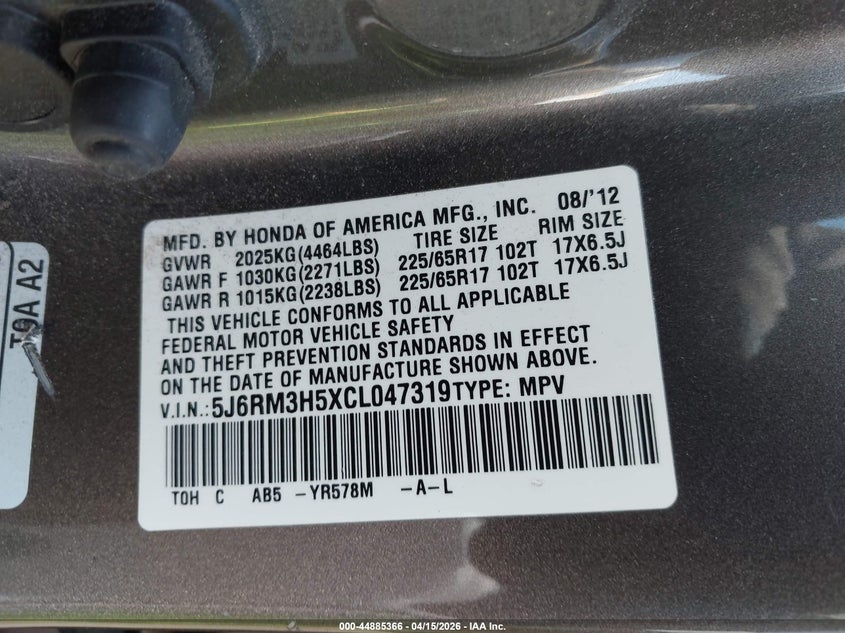 MFD. BY HONDA OF AMERICA MFG., INC. 08/'12
GVWR 2025KG(4464LBS) TIRE SIZE RIM SIZE
GAWR F 1030KG(2271LBS) 225/65R17 102T 17X6.5J
GAWR R 1015KG(2238LBS) 225/65R17 102T 17X6.5J
THIS VEHICLE CONFORMS TO ALL APPLICABLE
FEDERAL MOTOR VEHICLE SAFETY
AND THEFT PREVENTION STANDARDS IN EFFECT
ON THE DATE OF MANUFACTURE SHOWN ABOVE.
V.I.N.: 5J6RM3H5XCL047319 TYPE: MPV
TOH C AB5 -YR578M -A-L
T0A A2
000-44885366 - 04/15/2026 - IAA Inc.